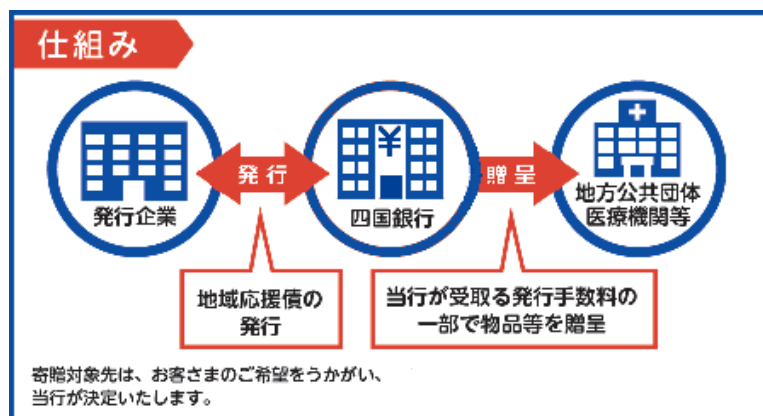 仕組み
発行企業
発行
¥
四国銀行
贈呈
地方公共団体
医療機関等
地域応援債の
発行
当行が受取る発行手数料の
一部で物品等を贈呈
寄贈対象先は、お客さまのご希望をうかがい、
当行が決定いたします。